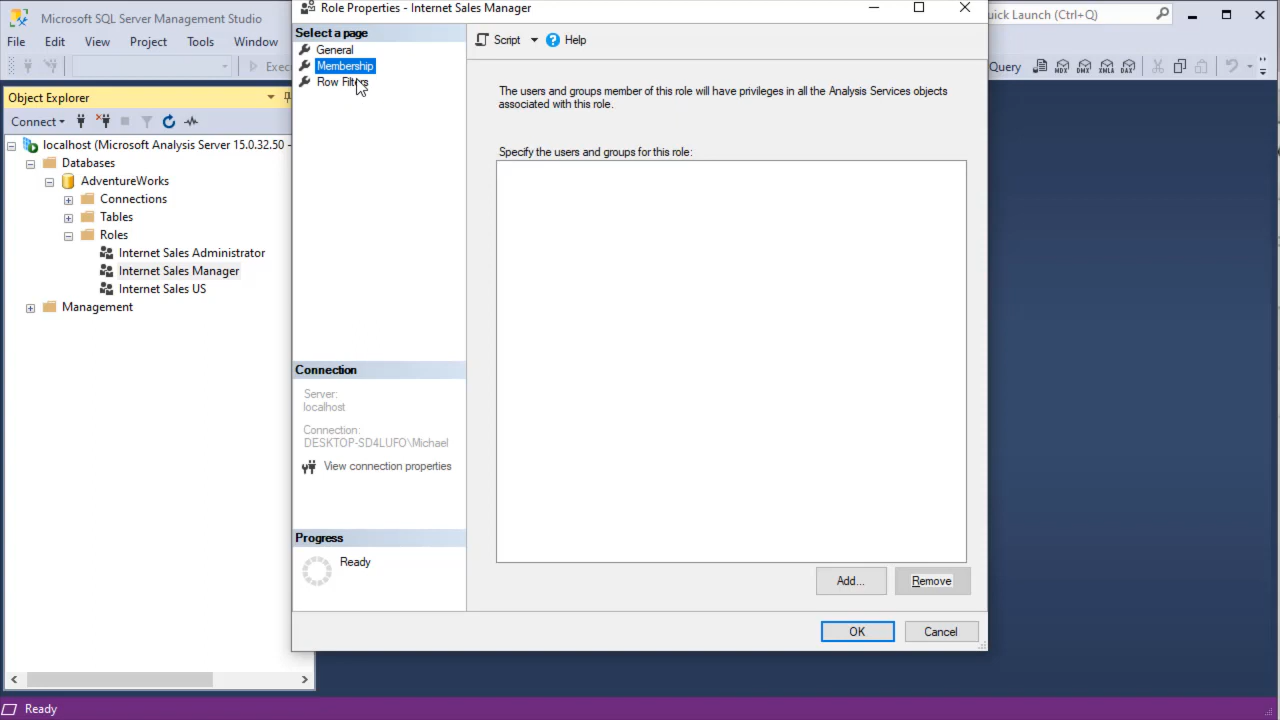 Microsoft SQL Server Management Studio
Role Properties - Internet Sales Manager
uick Launch (Ctrl+Q)
File Edit View Project Tools Window
Execu
Query
MDX DMX XMLA DAX
Object Explorer
Connect
localhost (Microsoft Analysis Server 15.0.32.50 -
Databases
AdventureWorks
Connections
Tables
Roles
Internet Sales Administrator
Internet Sales Manager
Internet Sales US
Management
Select a page
General
Membership
Row Filters
Connection
Server:
localhost
Connection:
DESKTOP-SD4LUFO\Michael
View connection properties
Progress
Ready
Script Help
The users and groups member of this role will have privileges in all the Analysis Services objects
associated with this role.
Specify the users and groups for this role:
Add... Remove
OK Cancel
Ready